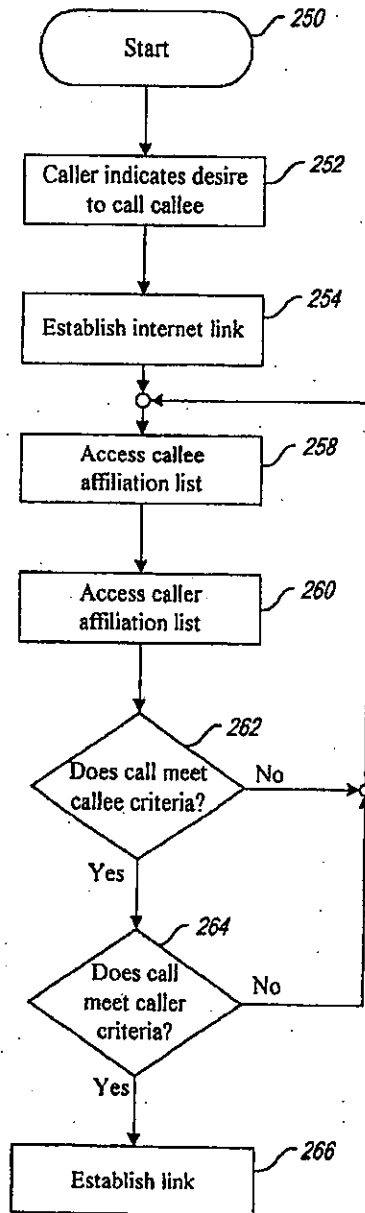 250
Start
252
Caller indicates desire
to call callee
254
Establish internet link
258
Access callee
affiliation list
260
Access caller
affiliation list
262
Does call meet
callee criteria?
No
Yes
264
Does call
meet caller
criteria?
No
Yes
266
Establish link